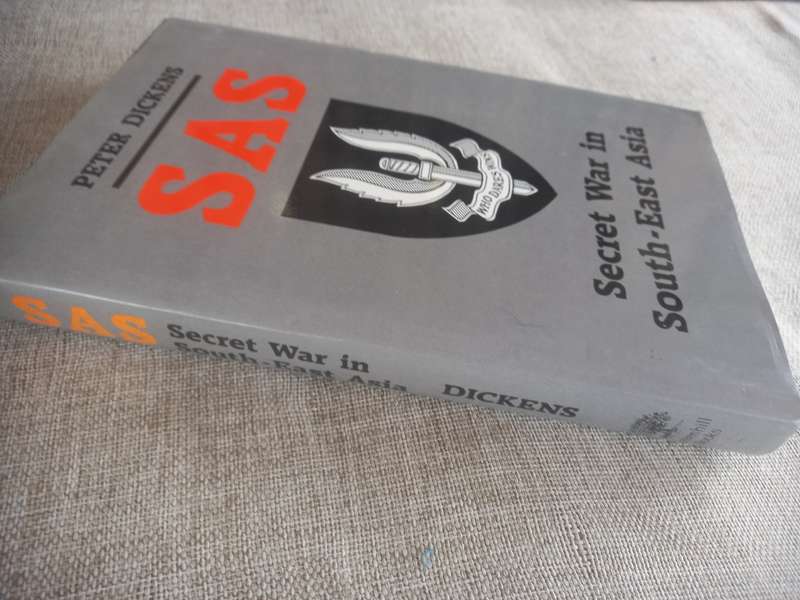 PETER DICKENS
SAS
WHO DARES WINS
Secret War in
South-East Asia
SAS
Secret War in
South-East Asia
DICKENS